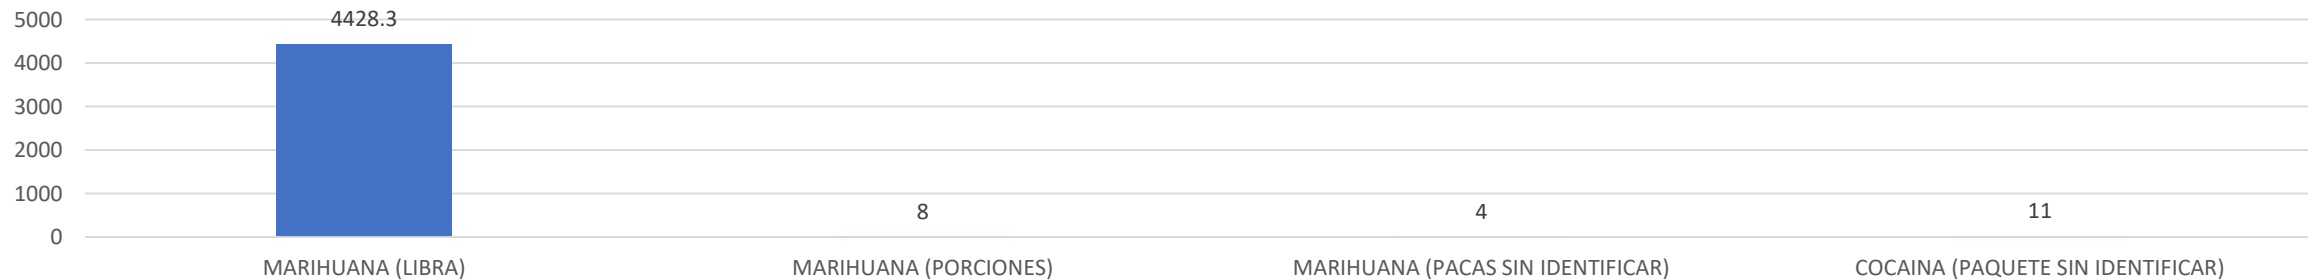 5000
4000
3000
2000
1000
0
4428.3
8
4
11
MARIHUANA (LIBRA)
MARIHUANA (PORCIONES)
MARIHUANA (PACAS SIN IDENTIFICAR)
COCAINA (PAQUETE SIN IDENTIFICAR)